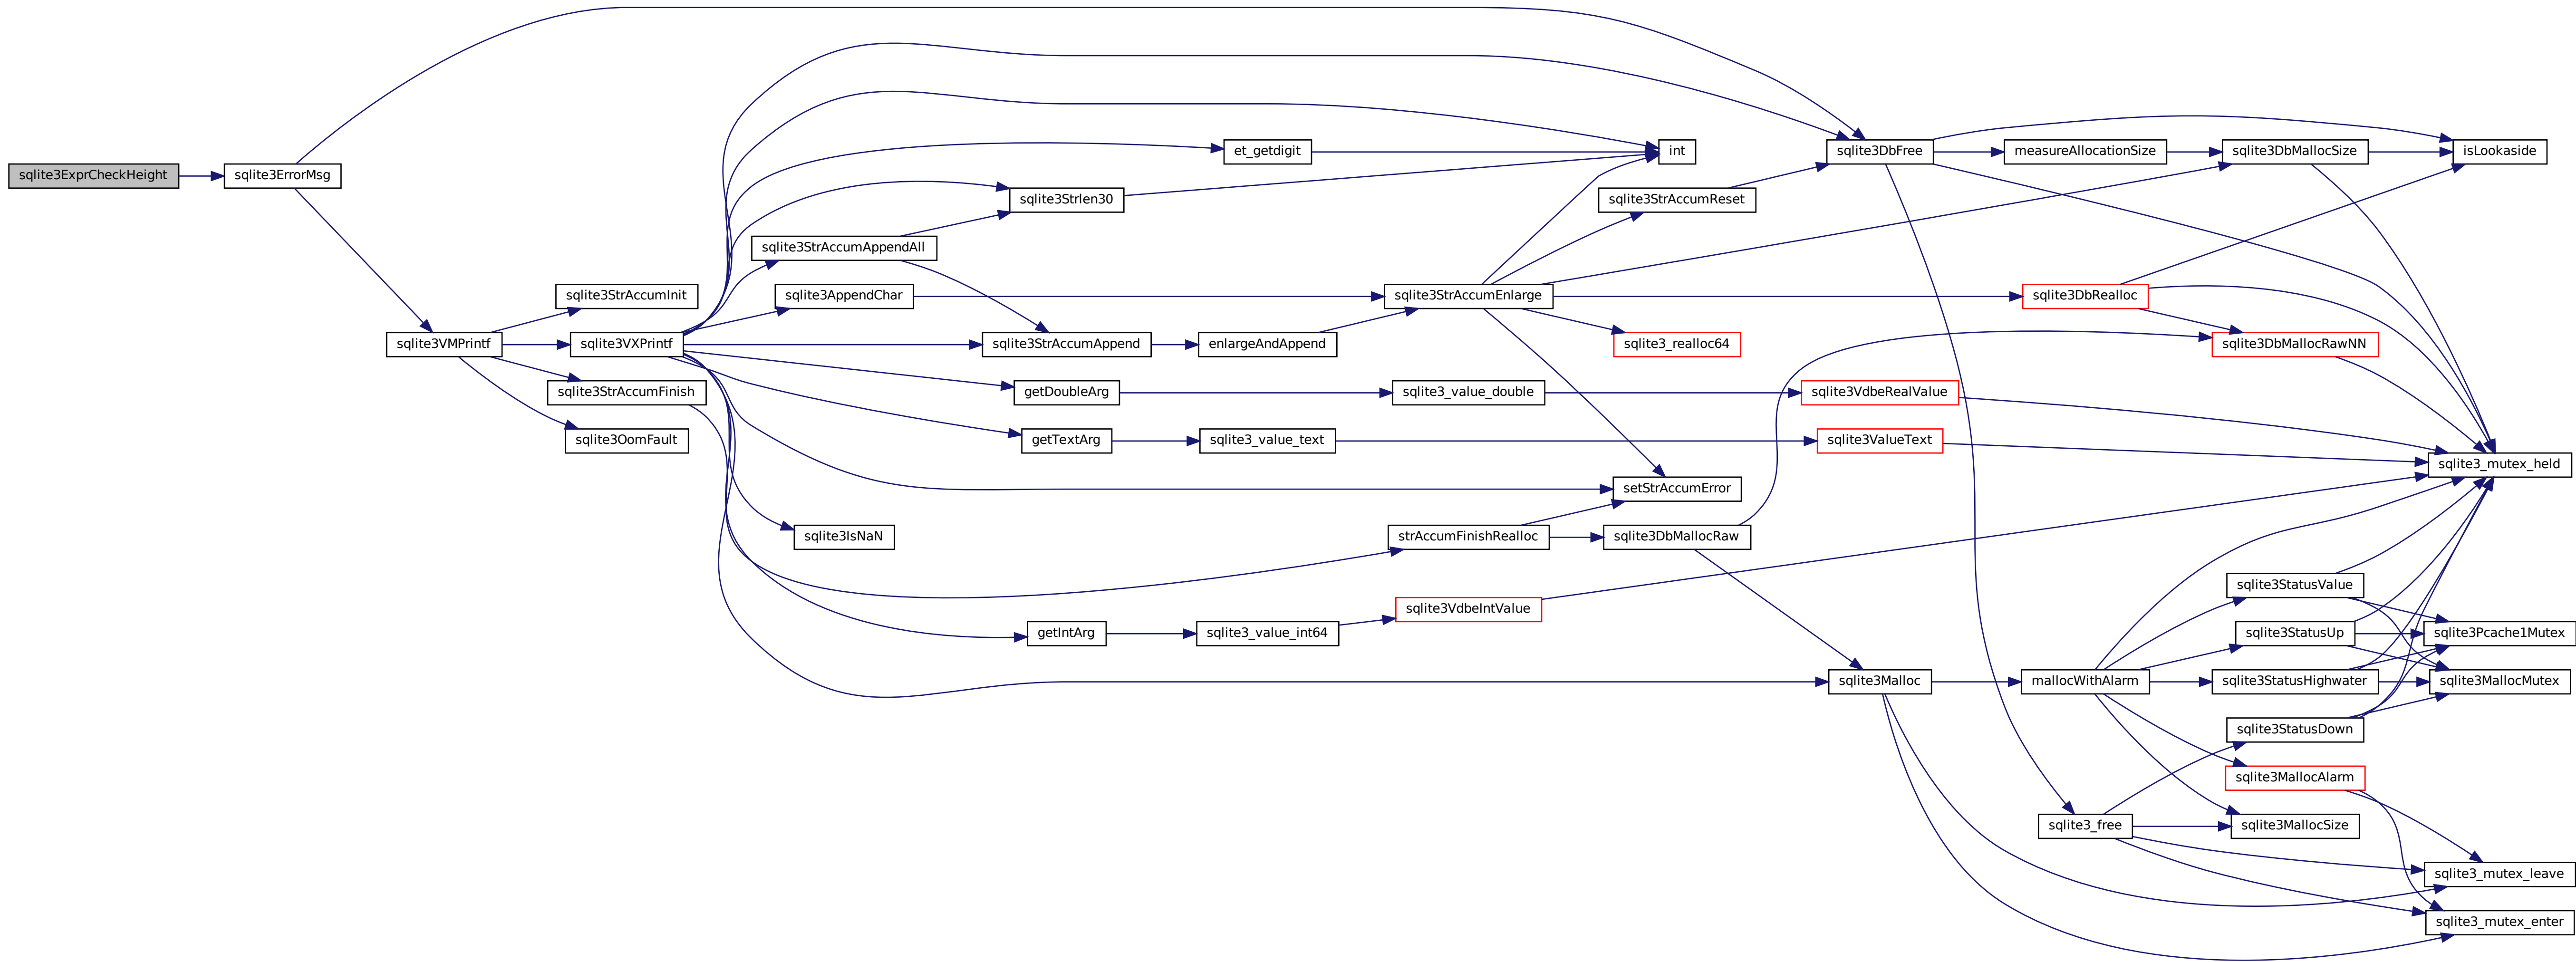 sqlite3ExprCheckHeight
sqlite3ErrorMsg
sqlite3VMPrintf
sqlite3StrAccumInit
sqlite3VXPrintf
sqlite3StrAccumFinish
sqlite3OomFault
sqlite3StrAccumAppendAll
sqlite3AppendChar
sqlite3IsNaN
sqlite3Strlen30
sqlite3StrAccumAppend
getDoubleArg
getTextArg
getIntArg
et_getdigit
enlargeAndAppend
sqlite3_value_text
sqlite3_value_int64
sqlite3StrAccumEnlarge
sqlite3_value_double
strAccumFinishRealloc
sqlite3VdbeIntValue
int
sqlite3StrAccumReset
sqlite3_realloc64
setStrAccumError
sqlite3DbMallocRaw
sqlite3DbFree
sqlite3VdbeRealValue
sqlite3ValueText
sqlite3Malloc
measureAllocationSize
sqlite3DbRealloc
mallocWithAlarm
sqlite3_free
sqlite3DbMallocSize
sqlite3DbMallocRawNN
sqlite3StatusValue
sqlite3StatusUp
sqlite3StatusHighwater
sqlite3StatusDown
sqlite3MallocAlarm
sqlite3MallocSize
isLookaside
sqlite3_mutex_held
sqlite3Pcache1Mutex
sqlite3MallocMutex
sqlite3_mutex_leave
sqlite3_mutex_enter